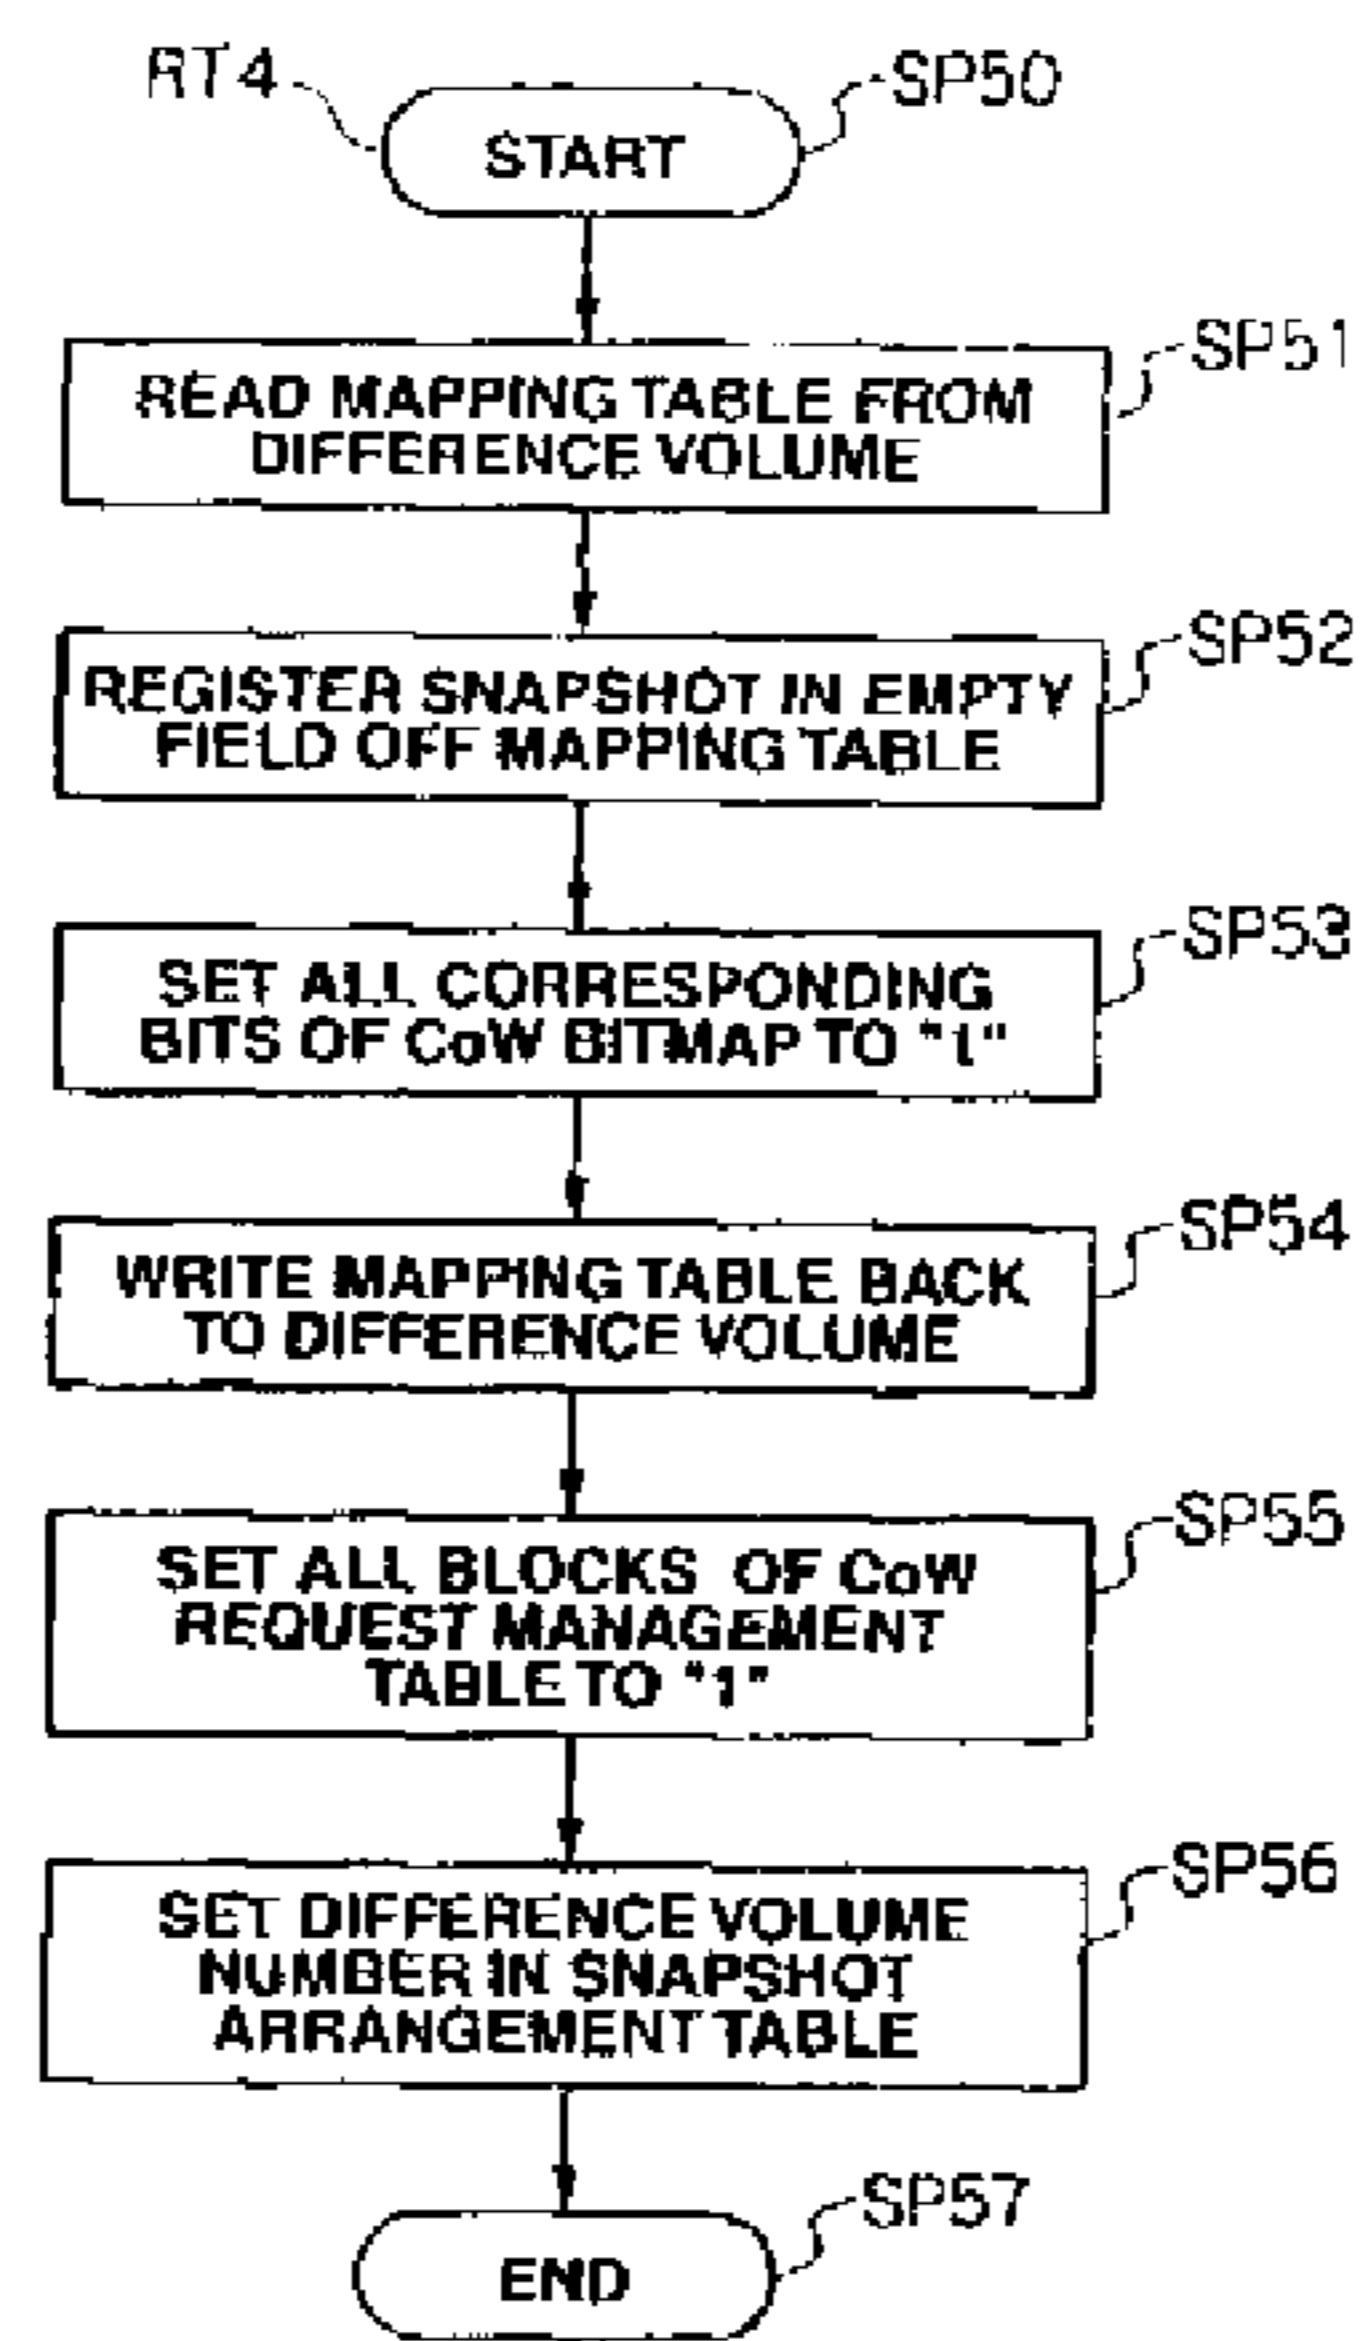 RT4
SP50
START
SP51
READ MAPPING TABLE FROM
DIFFERENCE VOLUME
SP52
REGISTER SNAPSHOT IN EMPTY
FIELD OFF MAPPING TABLE
SP53
SET ALL CORRESPONDING
BITS OF CoW BITMAP TO "1"
SP54
WRITE MAPPING TABLE BACK
TO DIFFERENCE VOLUME
SP55
SET ALL BLOCKS OF CoW
REQUEST MANAGEMENT
TABLE TO "1"
SP56
SET DIFFERENCE VOLUME
NUMBER IN SNAPSHOT
ARRANGEMENT TABLE
SP57
END